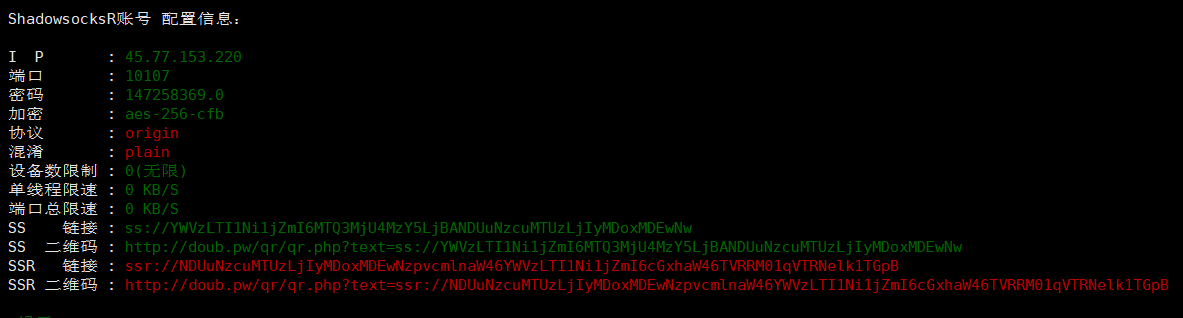 ShadowsocksR账号 配置信息：
I P : 45.77.153.220
端口 : 10107
密码 : 147258369.0
加密 : aes-256-cfb
协议 : origin
混淆 : plain
设备数限制 : 0(无限)
单线程限速 : 0 KB/S
端口总限速 : 0 KB/S
SS 链接 : ss://YWVzLTI1Ni1jZmI6MTQ3MjU4MzY5LjBANDUuNzcuMTUzLjIyMDoxMDEwNw
SS 二维码 : http://doub.pw/qr/qr.php?text=ss://YWVzLTI1Ni1jZmI6MTQ3MjU4MzY5LjBANDUuNzcuMTUzLjIyMDoxMDEwNw
SSR 链接 : ssr://NDUuNzcuMTUzLjIyMDoxMDEwNzpvcmlnaW46YWVzLTI1Ni1jZmI6cGxhaW46TVRRM01qVTRNelk1TGpB
SSR 二维码 : http://doub.pw/qr/qr.php?text=ssr://NDUuNzcuMTUzLjIyMDoxMDEwNzpvcmlnaW46YWVzLTI1Ni1jZmI6cGxhaW46TVRRM01qVTRNelk1TGpB